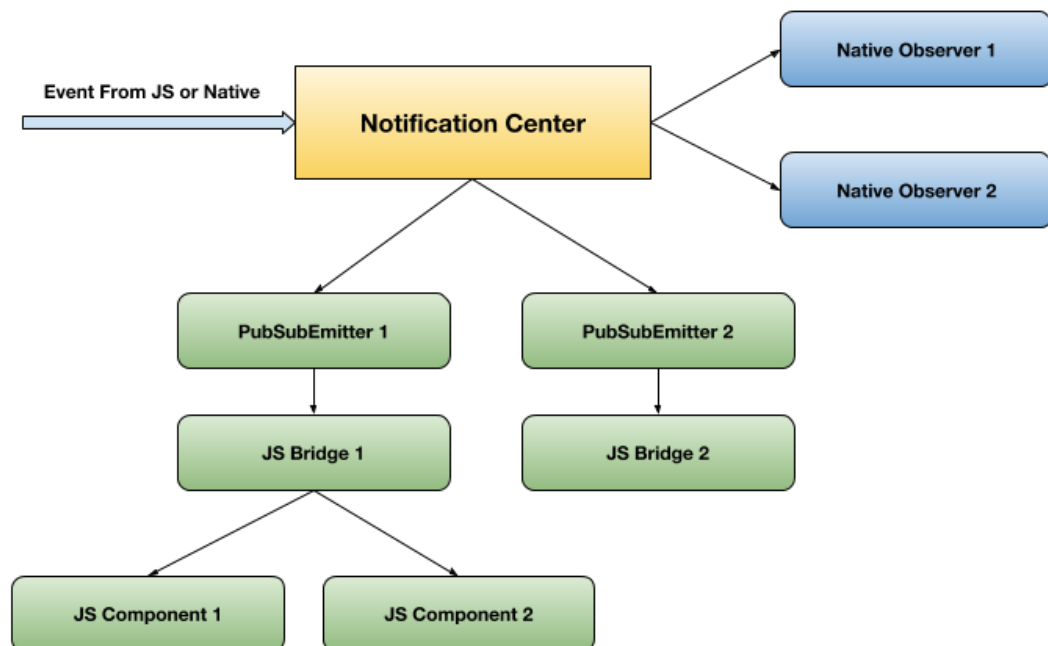 Native Observer 1
Event From JS or Native
Notification Center
Native Observer 2
PubSubEmitter 1
PubSubEmitter 2
JS Bridge 1
JS Bridge 2
JS Component 1
JS Component 2